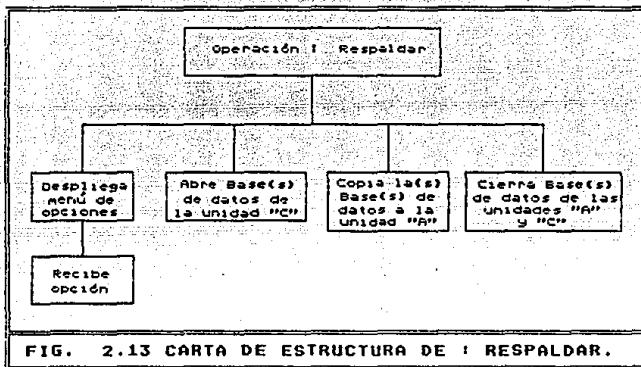 Operación : Respaldar
Despliega
menú de
opciones
Abre Base(s)
de datos de
la unidad "C"
Copia la(s)
Base(s) de
datos a la
unidad "A"
Cierra Base(s)
de datos de las
unidades "A"
y "C"
Recibe
opción
FIG. 2.13 CARTA DE ESTRUCTURA DE : RESPALDAR.